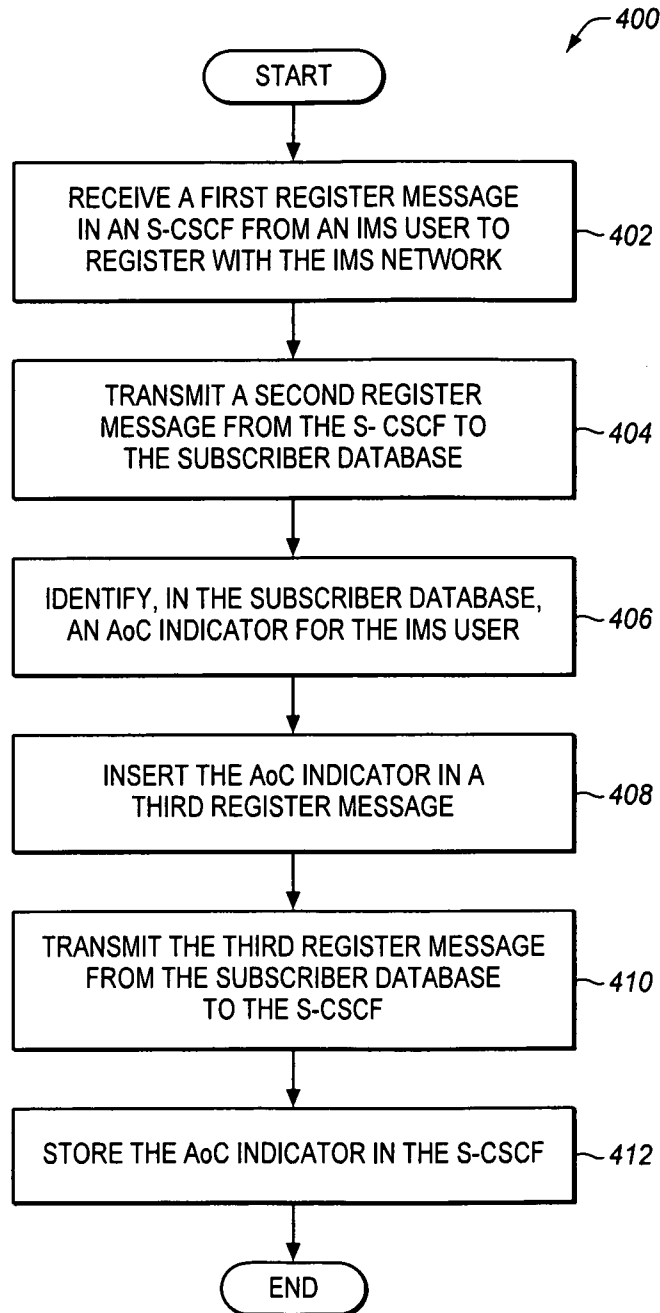 400
START
RECEIVE A FIRST REGISTER MESSAGE
IN AN S-CSCF FROM AN IMS USER TO
REGISTER WITH THE IMS NETWORK
402
TRANSMIT A SECOND REGISTER
MESSAGE FROM THE S- CSCF TO
THE SUBSCRIBER DATABASE
404
IDENTIFY, IN THE SUBSCRIBER DATABASE,
AN AoC INDICATOR FOR THE IMS USER
406
INSERT THE AoC INDICATOR IN A
THIRD REGISTER MESSAGE
408
TRANSMIT THE THIRD REGISTER MESSAGE
FROM THE SUBSCRIBER DATABASE
TO THE S-CSCF
410
STORE THE AoC INDICATOR IN THE S-CSCF
412
END